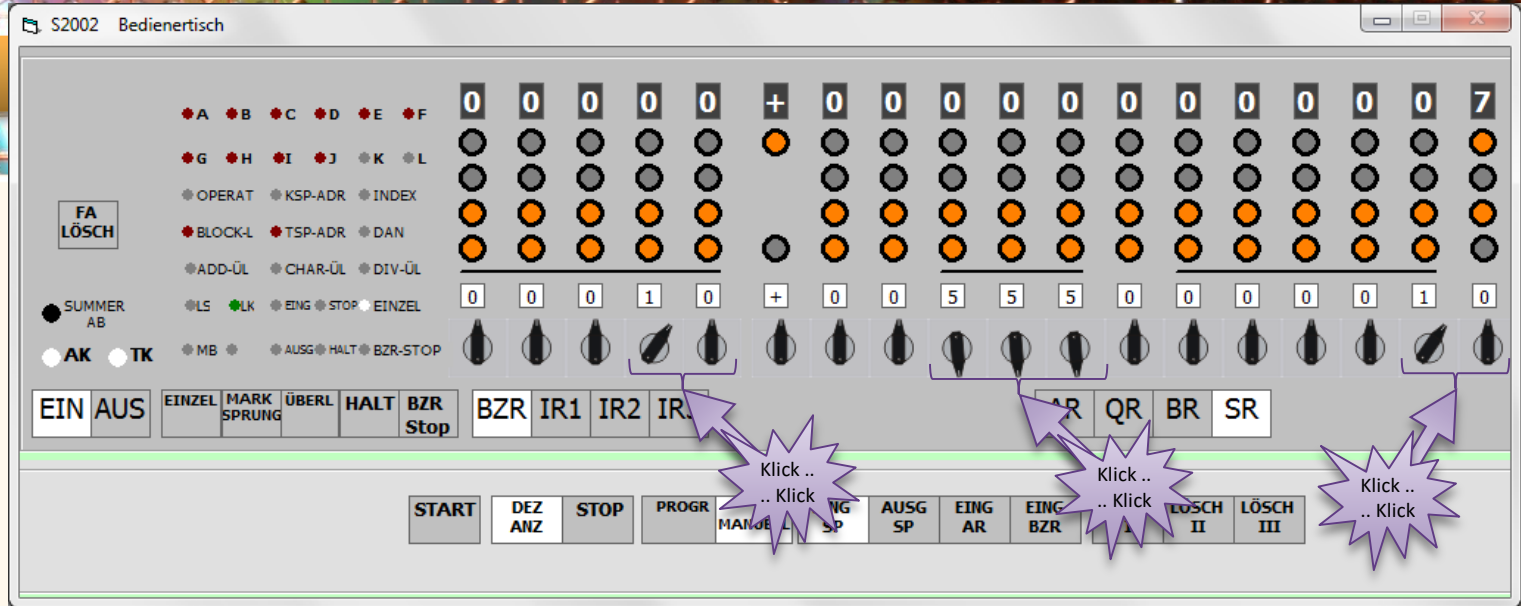 S2002 Bedienertisch
0 0 0 0 0 + 0 0 0 0 0 0 0 0 0 0 0 7
A B C D E F
G H I J K L
OPERAT KSP-ADR INDEX
FA
LÖSCH
BLOCK-L TSP-ADR DAN
ADD-ÜL CHAR-ÜL DIV-ÜL
SUMMER
AB
LS LK EING STOP EINZEL
0 0 0 1 0 + 0 0 5 5 5 0 0 0 0 0 1 0
AK TK
MB AUSG HALT BZR-STOP
EIN AUS
EINZEL
MARK
SPRUNG
ÜBERL
HALT
BZR
Stop
BZR IR1 IR2
AR QR BR SR
Klick ..
.. Klick
Klick ..
.. Klick
Klick ..
.. Klick
START
DEZ
ANZ
STOP
PROGR
MANUELL
SP
AUSG
SP
EING
AR
EING
BZR
LÖSCH
II
LÖSCH
III